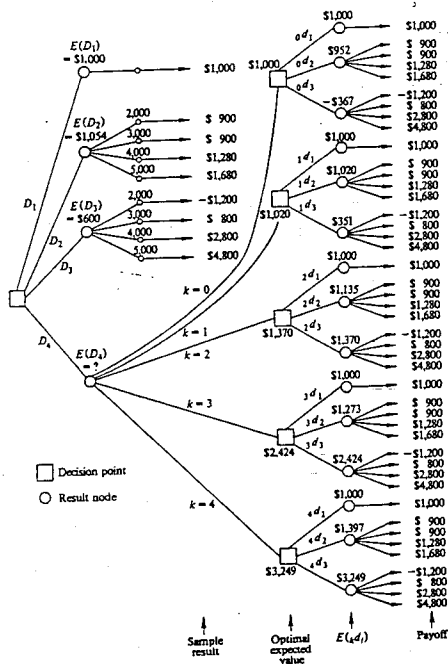 E(D₁)
= $1,000
$1,000
E(D₂)
= $1,054
2,000
$ 900
3,000
$ 900
4,000
$1,280
5,000
$1,680
E(D₃)
= $600
2,000
−$1,200
3,000
$ 800
4,000
$2,800
5,000
$4,800
D₁
D₂
D₃
D₄
E(D₄)
= ?
k = 0
k = 1
k = 2
k = 3
k = 4
$1,000
₀d₁
$1,000
$1,000
₀d₂
$952
$ 900
$ 900
$1,280
$1,680
₀d₃
−$367
−$1,200
$ 800
$2,800
$4,800
$1,020
₁d₁
$1,000
$1,000
₁d₂
$1,020
$ 900
$ 900
$1,280
$1,680
₁d₃
$351
−$1,200
$ 800
$2,800
$4,800
$1,370
₂d₁
$1,000
$1,000
₂d₂
$1,135
$ 900
$ 900
$1,280
$1,680
₂d₃
$1,370
−$1,200
$ 800
$2,800
$4,800
$2,424
₃d₁
$1,000
$1,000
₃d₂
$1,273
$ 900
$ 900
$1,280
$1,680
₃d₃
$2,424
−$1,200
$ 800
$2,800
$4,800
$3,249
₄d₁
$1,000
$1,000
₄d₂
$1,397
$ 900
$ 900
$1,280
$1,680
₄d₃
$3,249
−$1,200
$ 800
$2,800
$4,800
Decision point
Result node
Sample
result
Optimal
expected
value
E(ₖdᵢ)
Payoff